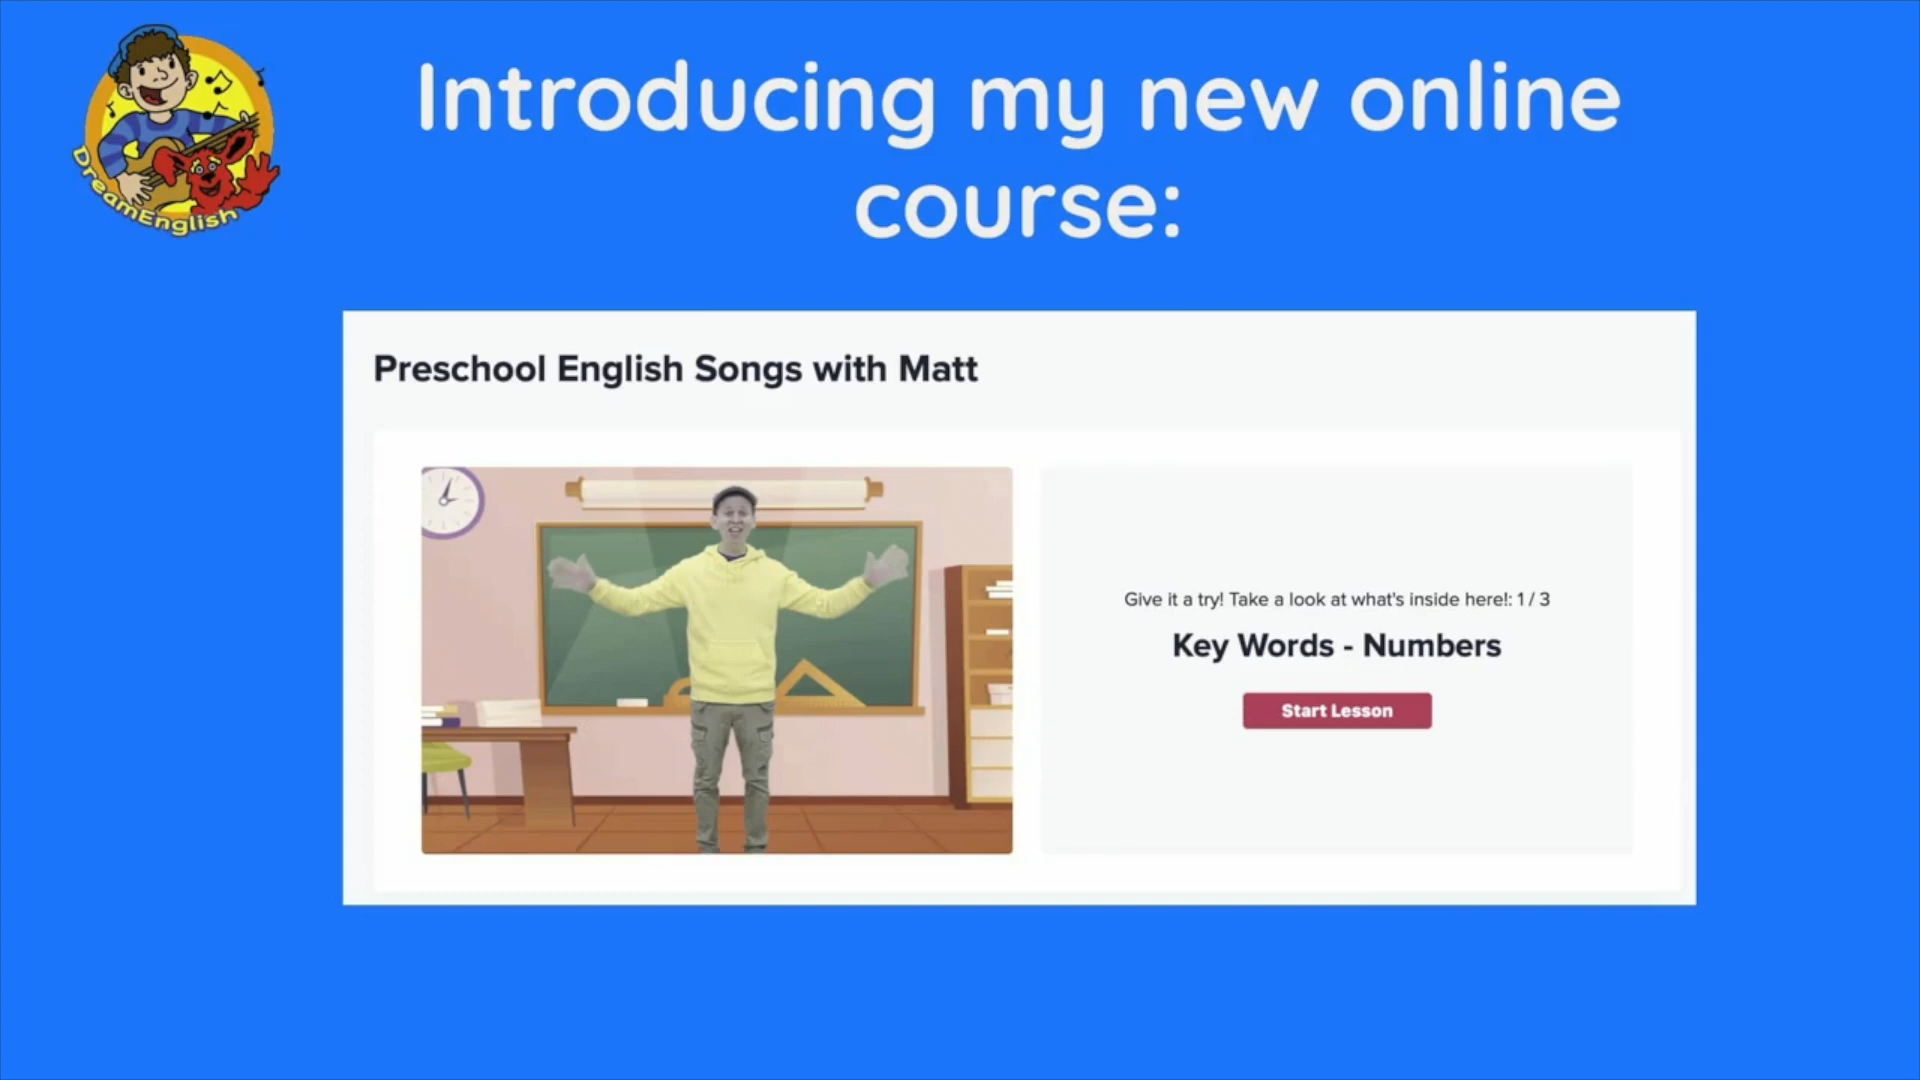 DreamEnglish
Introducing my new online
course:
Preschool English Songs with Matt
Give it a try! Take a look at what's inside here!: 1 / 3
Key Words - Numbers
Start Lesson